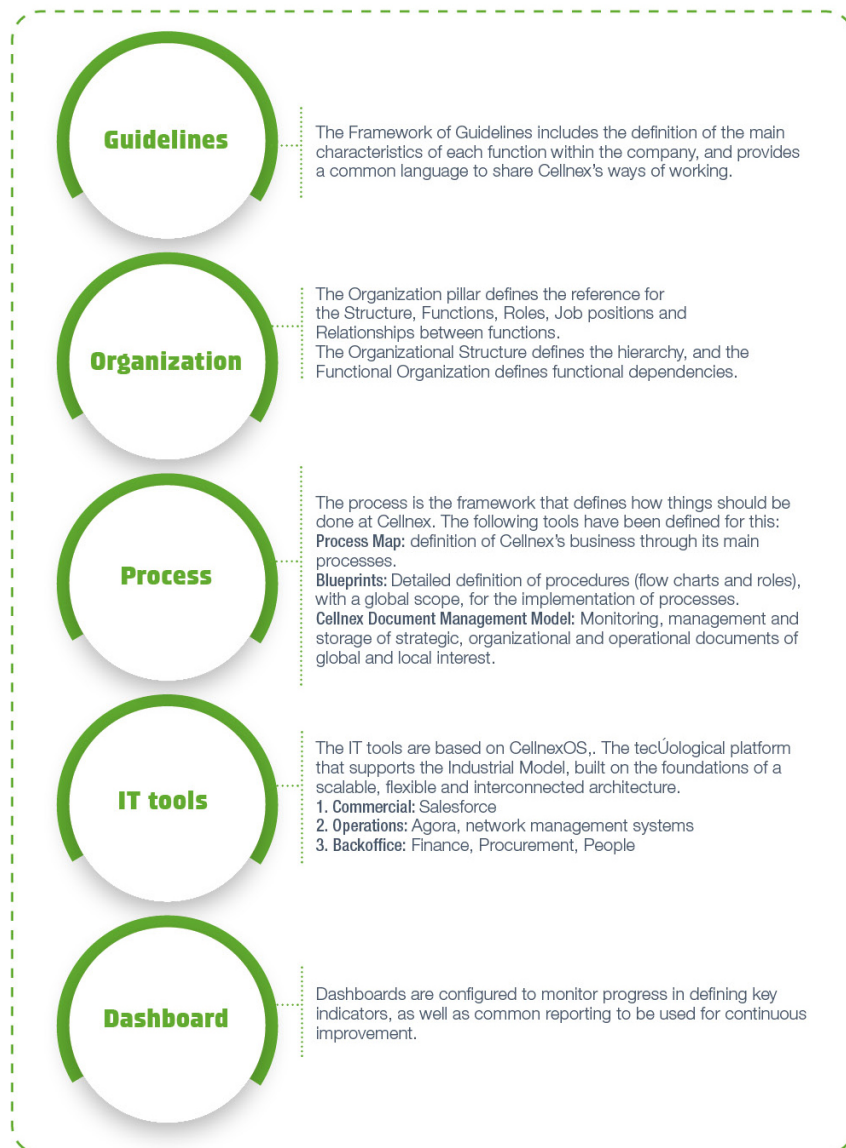 Guidelines
The Framework of Guidelines includes the definition of the main
characteristics of each function within the company, and provides
a common language to share Cellnex's ways of working.
Organization
The Organization pillar defines the reference for
the Structure, Functions, Roles, Job positions and
Relationships between functions.
The Organizational Structure defines the hierarchy, and the
Functional Organization defines functional dependencies.
Process
The process is the framework that defines how things should be
done at Cellnex. The following tools have been defined for this:
Process Map: definition of Cellnex's business through its main
processes.
Blueprints: Detailed definition of procedures (flow charts and roles),
with a global scope, for the implementation of processes.
Cellnex Document Management Model: Monitoring, management and
storage of strategic, organizational and operational documents of
global and local interest.
IT tools
The IT tools are based on CellnexOS,. The tecÚological platform
that supports the Industrial Model, built on the foundations of a
scalable, flexible and interconnected architecture.
1. Commercial: Salesforce
2. Operations: Agora, network management systems
3. Backoffice: Finance, Procurement, People
Dashboard
Dashboards are configured to monitor progress in defining key
indicators, as well as common reporting to be used for continuous
improvement.